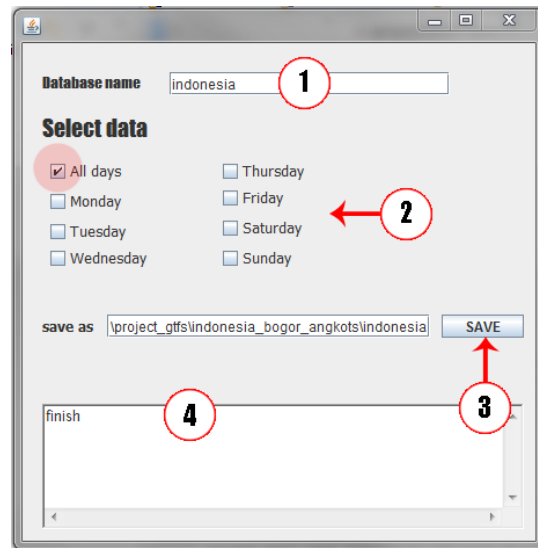 Database name indonesia 1
Select data
All days Thursday
Monday Friday
Tuesday Saturday
Wednesday Sunday
2
save as \project_gtfs\indonesia_bogor_angkots\indonesia SAVE
3
finish 4